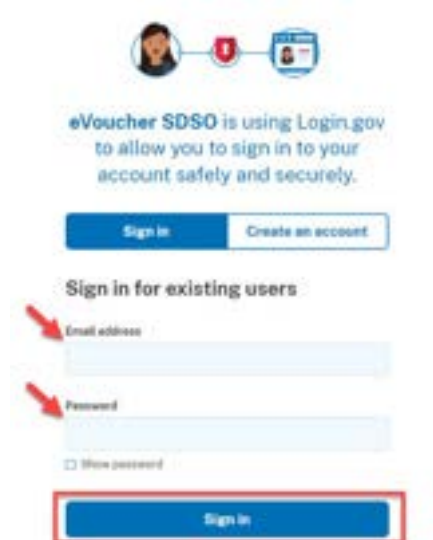 eVoucher SDSO is using Login.gov
to allow you to sign in to your
account safely and securely.
Sign in
Create an account
Sign in for existing users
Email address
Password
Show password
Sign in